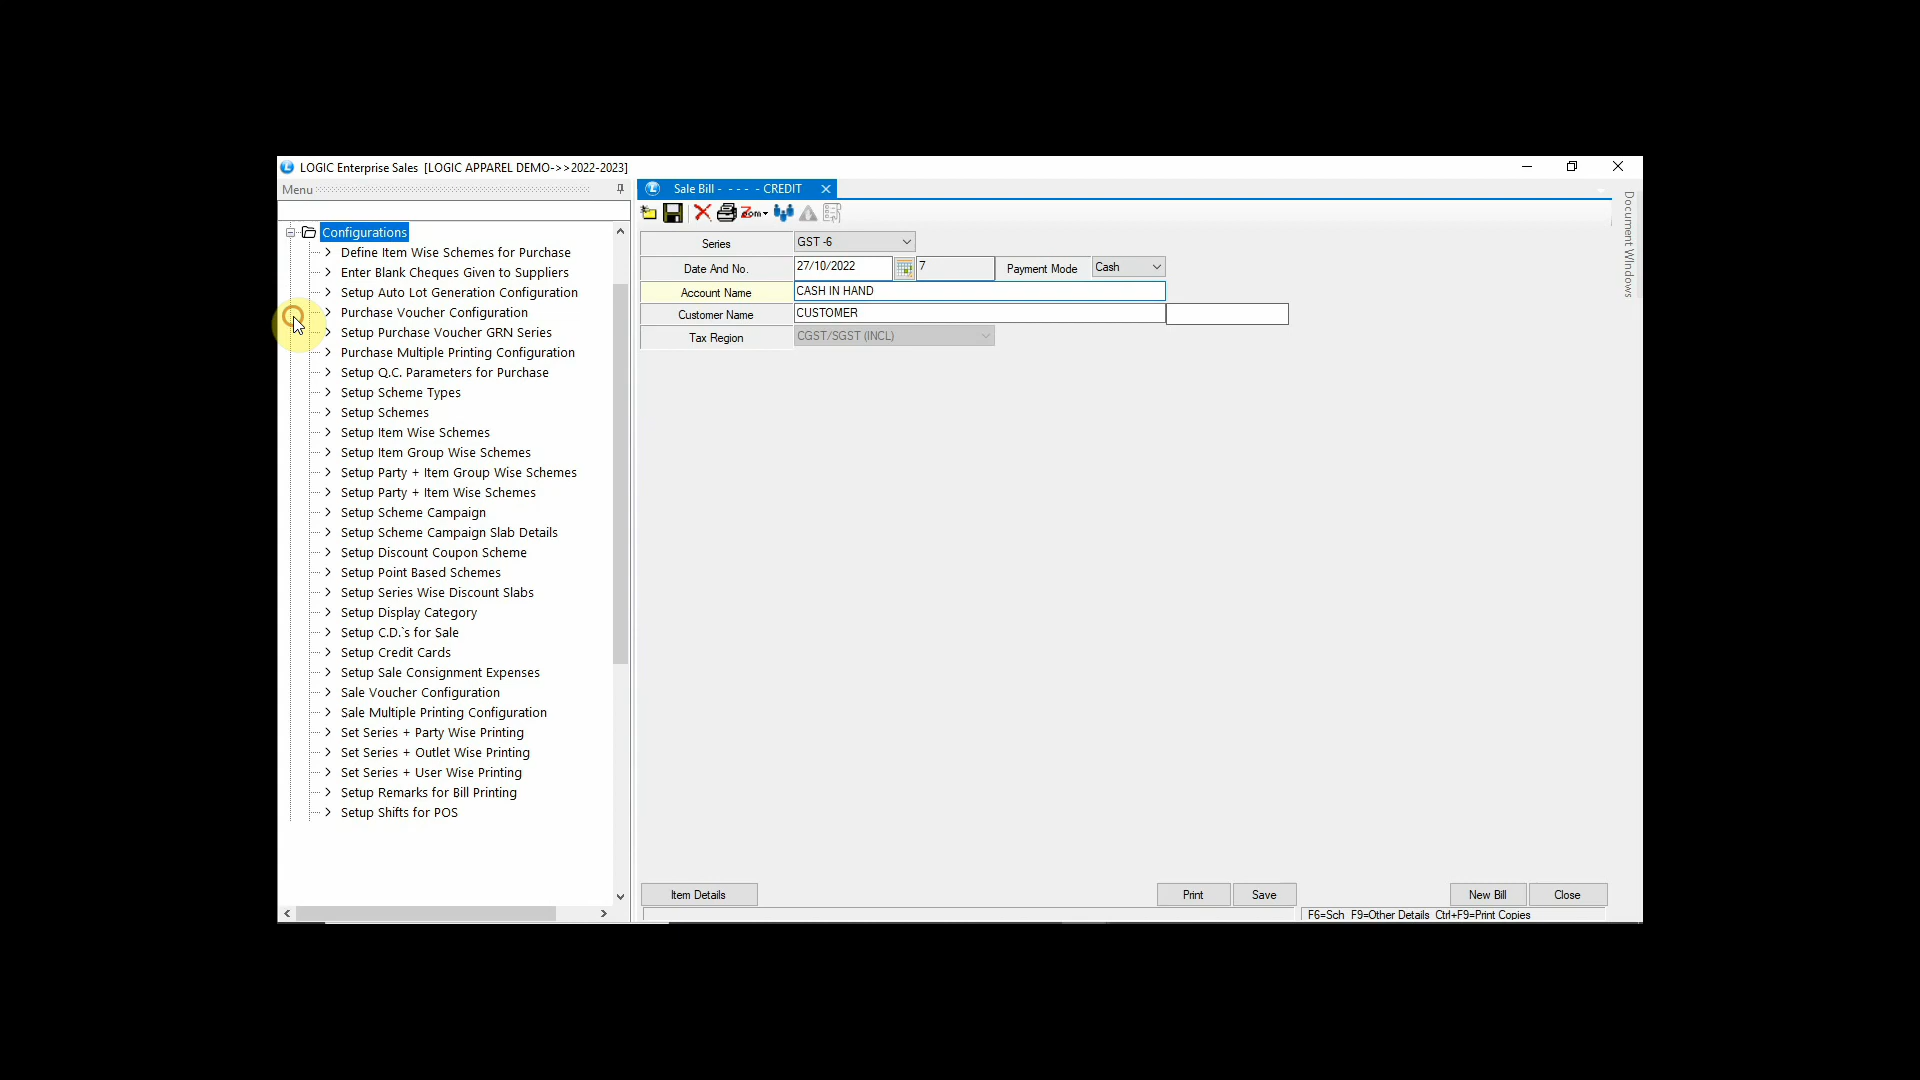 LOGIC Enterprise Sales [LOGIC APPAREL DEMO->>2022-2023]
Menu
Configurations
Define Item Wise Schemes for Purchase
Enter Blank Cheques Given to Suppliers
Setup Auto Lot Generation Configuration
Purchase Voucher Configuration
Setup Purchase Voucher GRN Series
Purchase Multiple Printing Configuration
Setup Q.C. Parameters for Purchase
Setup Scheme Types
Setup Schemes
Setup Item Wise Schemes
Setup Item Group Wise Schemes
Setup Party + Item Group Wise Schemes
Setup Party + Item Wise Schemes
Setup Scheme Campaign
Setup Scheme Campaign Slab Details
Setup Discount Coupon Scheme
Setup Point Based Schemes
Setup Series Wise Discount Slabs
Setup Display Category
Setup C.D.`s for Sale
Setup Credit Cards
Setup Sale Consignment Expenses
Sale Voucher Configuration
Sale Multiple Printing Configuration
Set Series + Party Wise Printing
Set Series + Outlet Wise Printing
Set Series + User Wise Printing
Setup Remarks for Bill Printing
Setup Shifts for POS
Sale Bill - - - - - CREDIT
Zom
Series GST -6
Date And No. 27/10/2022 7 Payment Mode Cash
Account Name CASH IN HAND
Customer Name CUSTOMER
Tax Region CGST/SGST (INCL)
Item Details Print Save New Bill Close
F6=Sch F9=Other Details Ctrl+F9=Print Copies
Document Windows